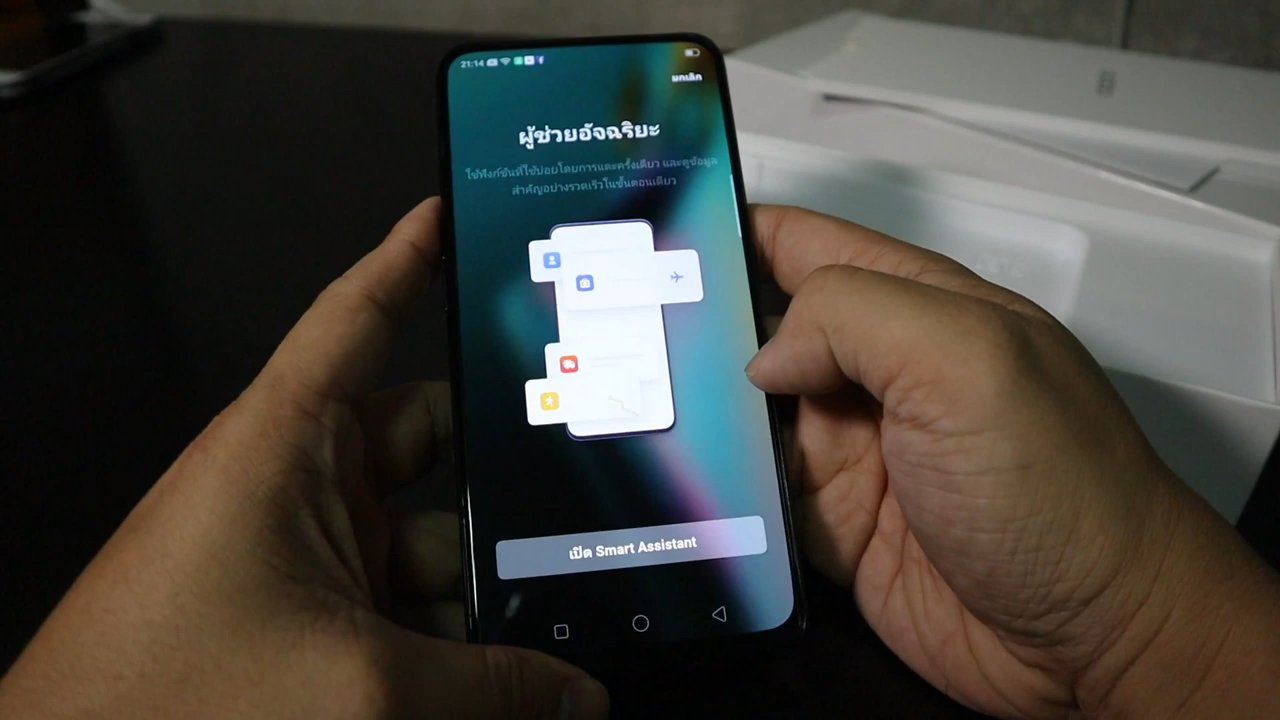 21:14
ยกเลิก
ผู้ช่วยอัจฉริยะ
ใช้ฟังก์ชันที่ใช้บ่อยโดยการแตะครั้งเดียว และดูข้อมูล
สำคัญอย่างรวดเร็วในขั้นตอนเดียว
เปิด Smart Assistant